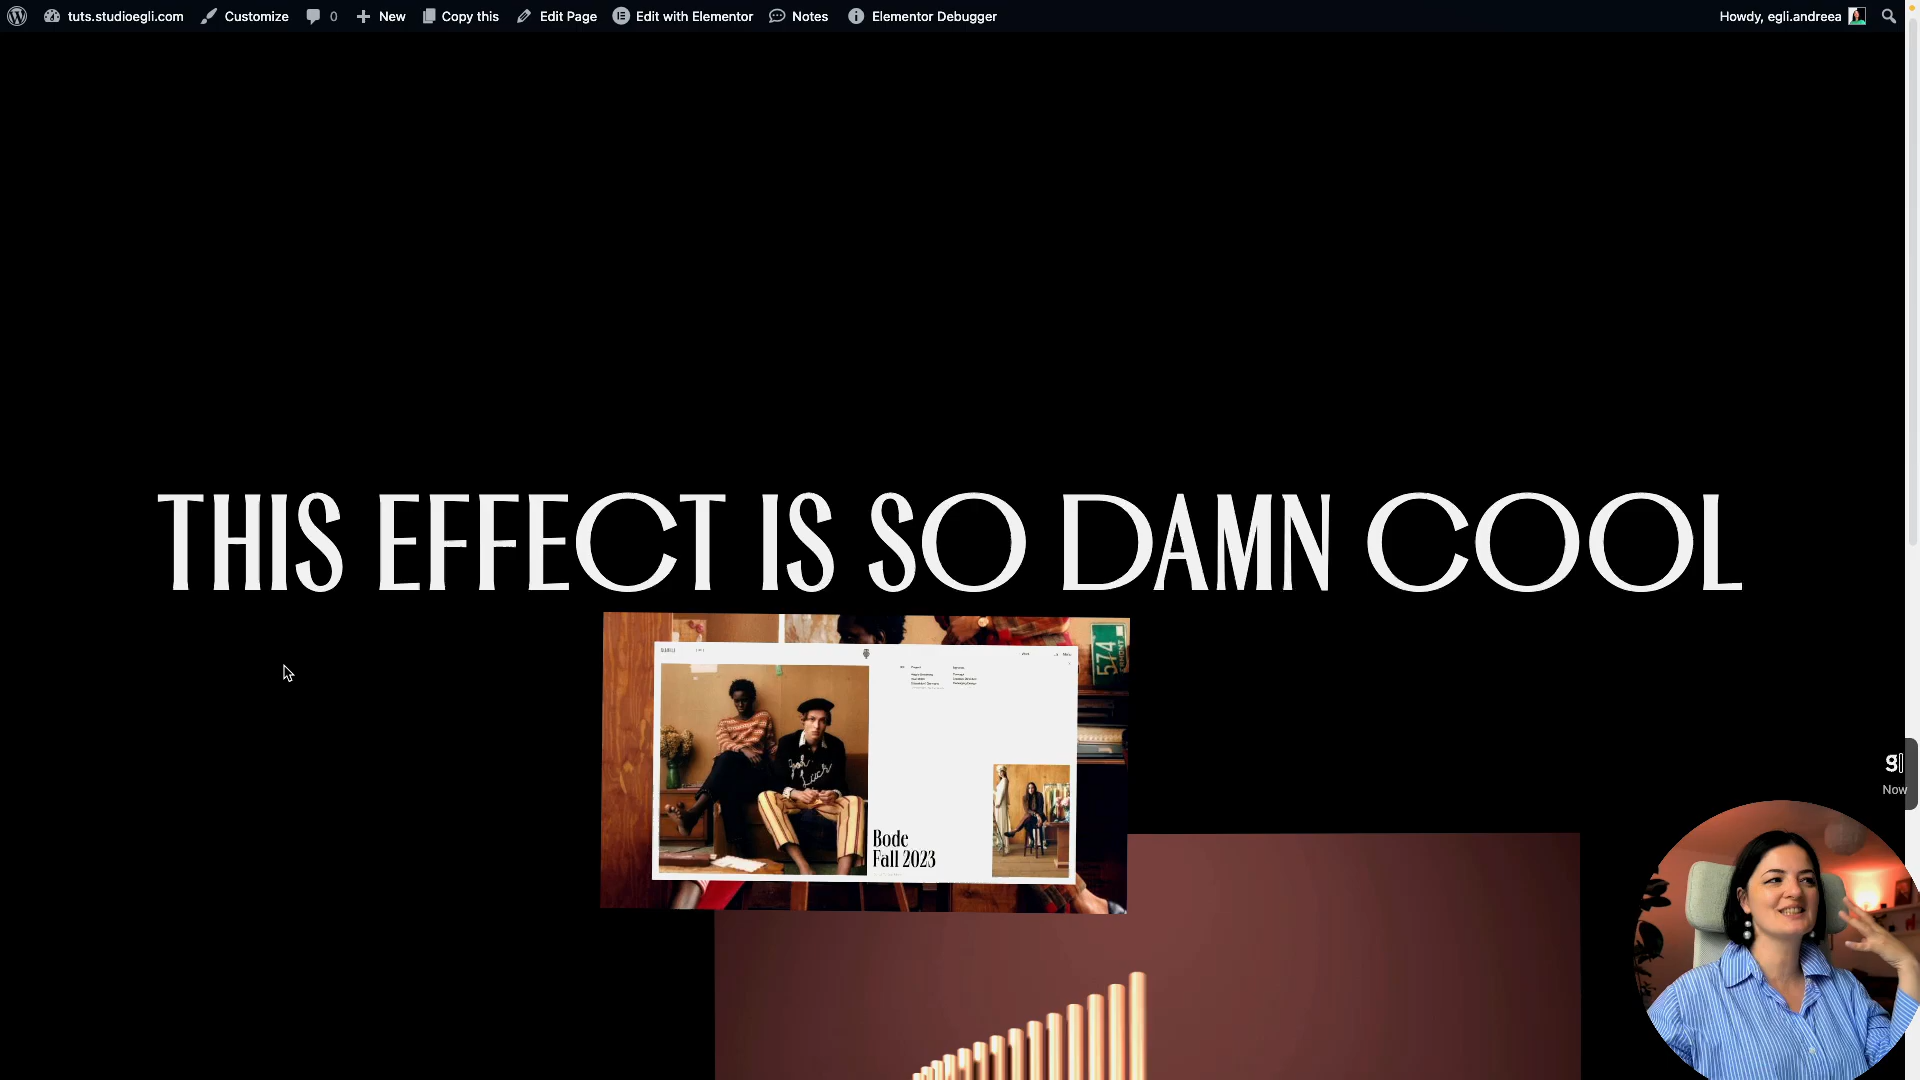 tuts.studioegli.com Customize 0 New Copy this Edit Page Edit with Elementor Notes Elementor Debugger Howdy, egli.andreea
THIS EFFECT IS SO DAMN COOL
574
Bode
Fall 2023
Now